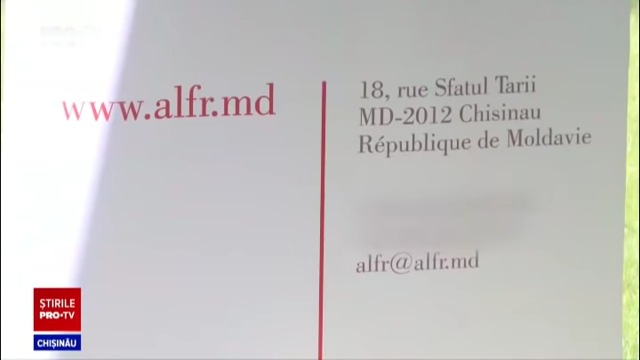 www.alfr.md
18, rue Sfatul Tarii
MD-2012 Chisinau
République de Moldavie
alfr@alfr.md
ȘTIRILE
PRO•TV
CHIȘINĂU